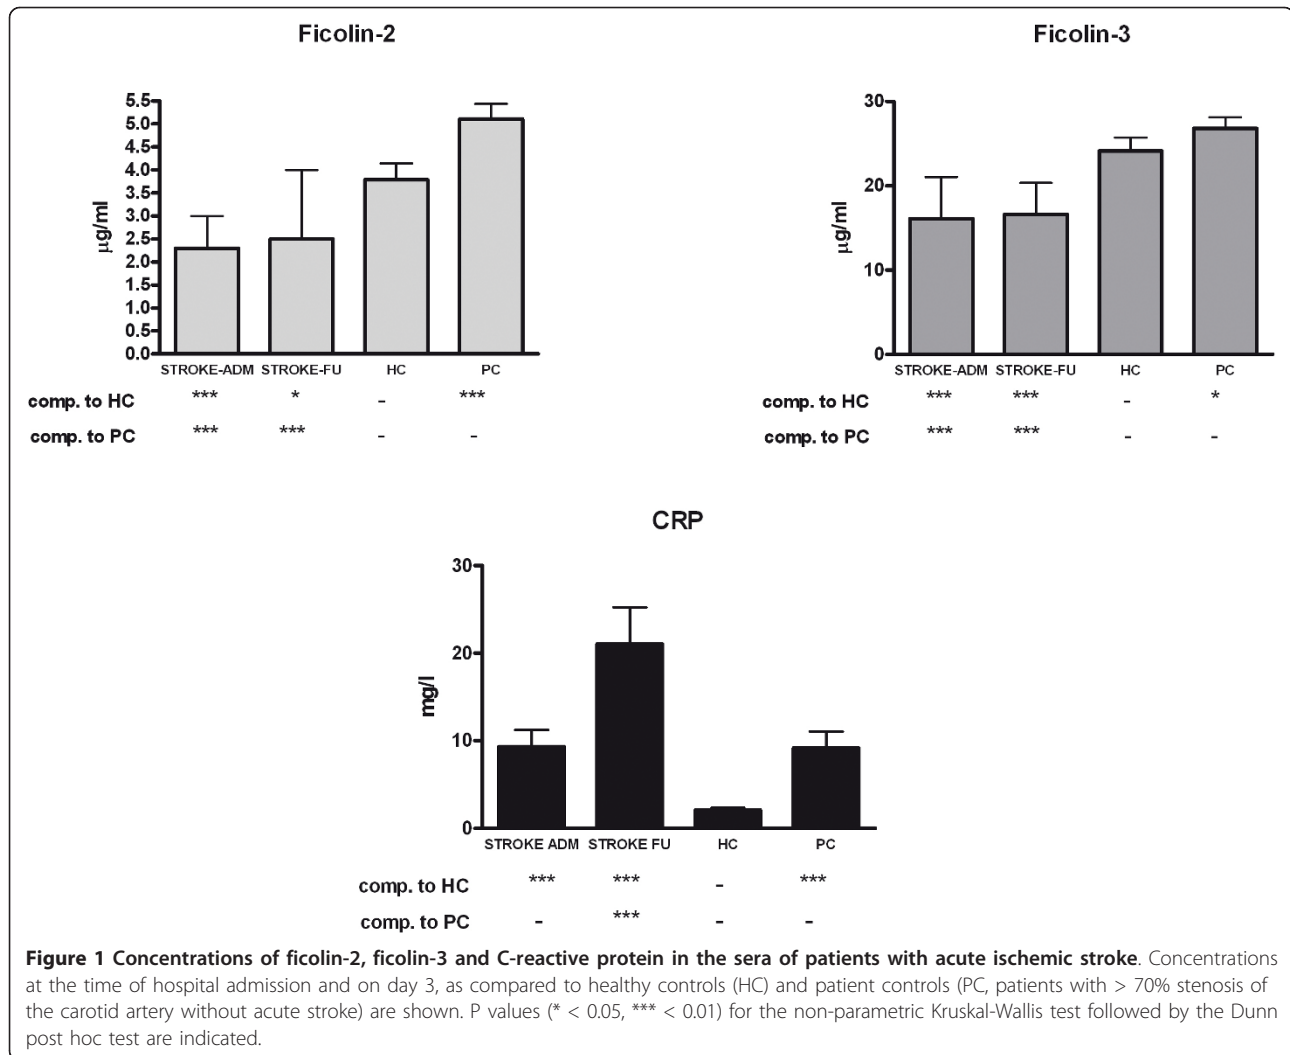 Ficolin-2
Ficolin-3
5.5
5.0
4.5
4.0
3.5
3.0
2.5
2.0
1.5
1.0
0.5
0.0
µg/ml
STROKE-ADM STROKE-FU HC PC
comp. to HC *** * - ***
comp. to PC *** *** - -
30
20
10
0
µg/ml
STROKE-ADM STROKE-FU HC PC
comp. to HC *** *** - *
comp. to PC *** *** - -
CRP
30
20
10
0
mg/l
STROKE ADM STROKE FU HC PC
comp. to HC *** *** - ***
comp. to PC - *** - -
Figure 1 Concentrations of ficolin-2, ficolin-3 and C-reactive protein in the sera of patients with acute ischemic stroke. Concentrations
at the time of hospital admission and on day 3, as compared to healthy controls (HC) and patient controls (PC, patients with > 70% stenosis of
the carotid artery without acute stroke) are shown. P values (* < 0.05, *** < 0.01) for the non-parametric Kruskal-Wallis test followed by the Dunn
post hoc test are indicated.